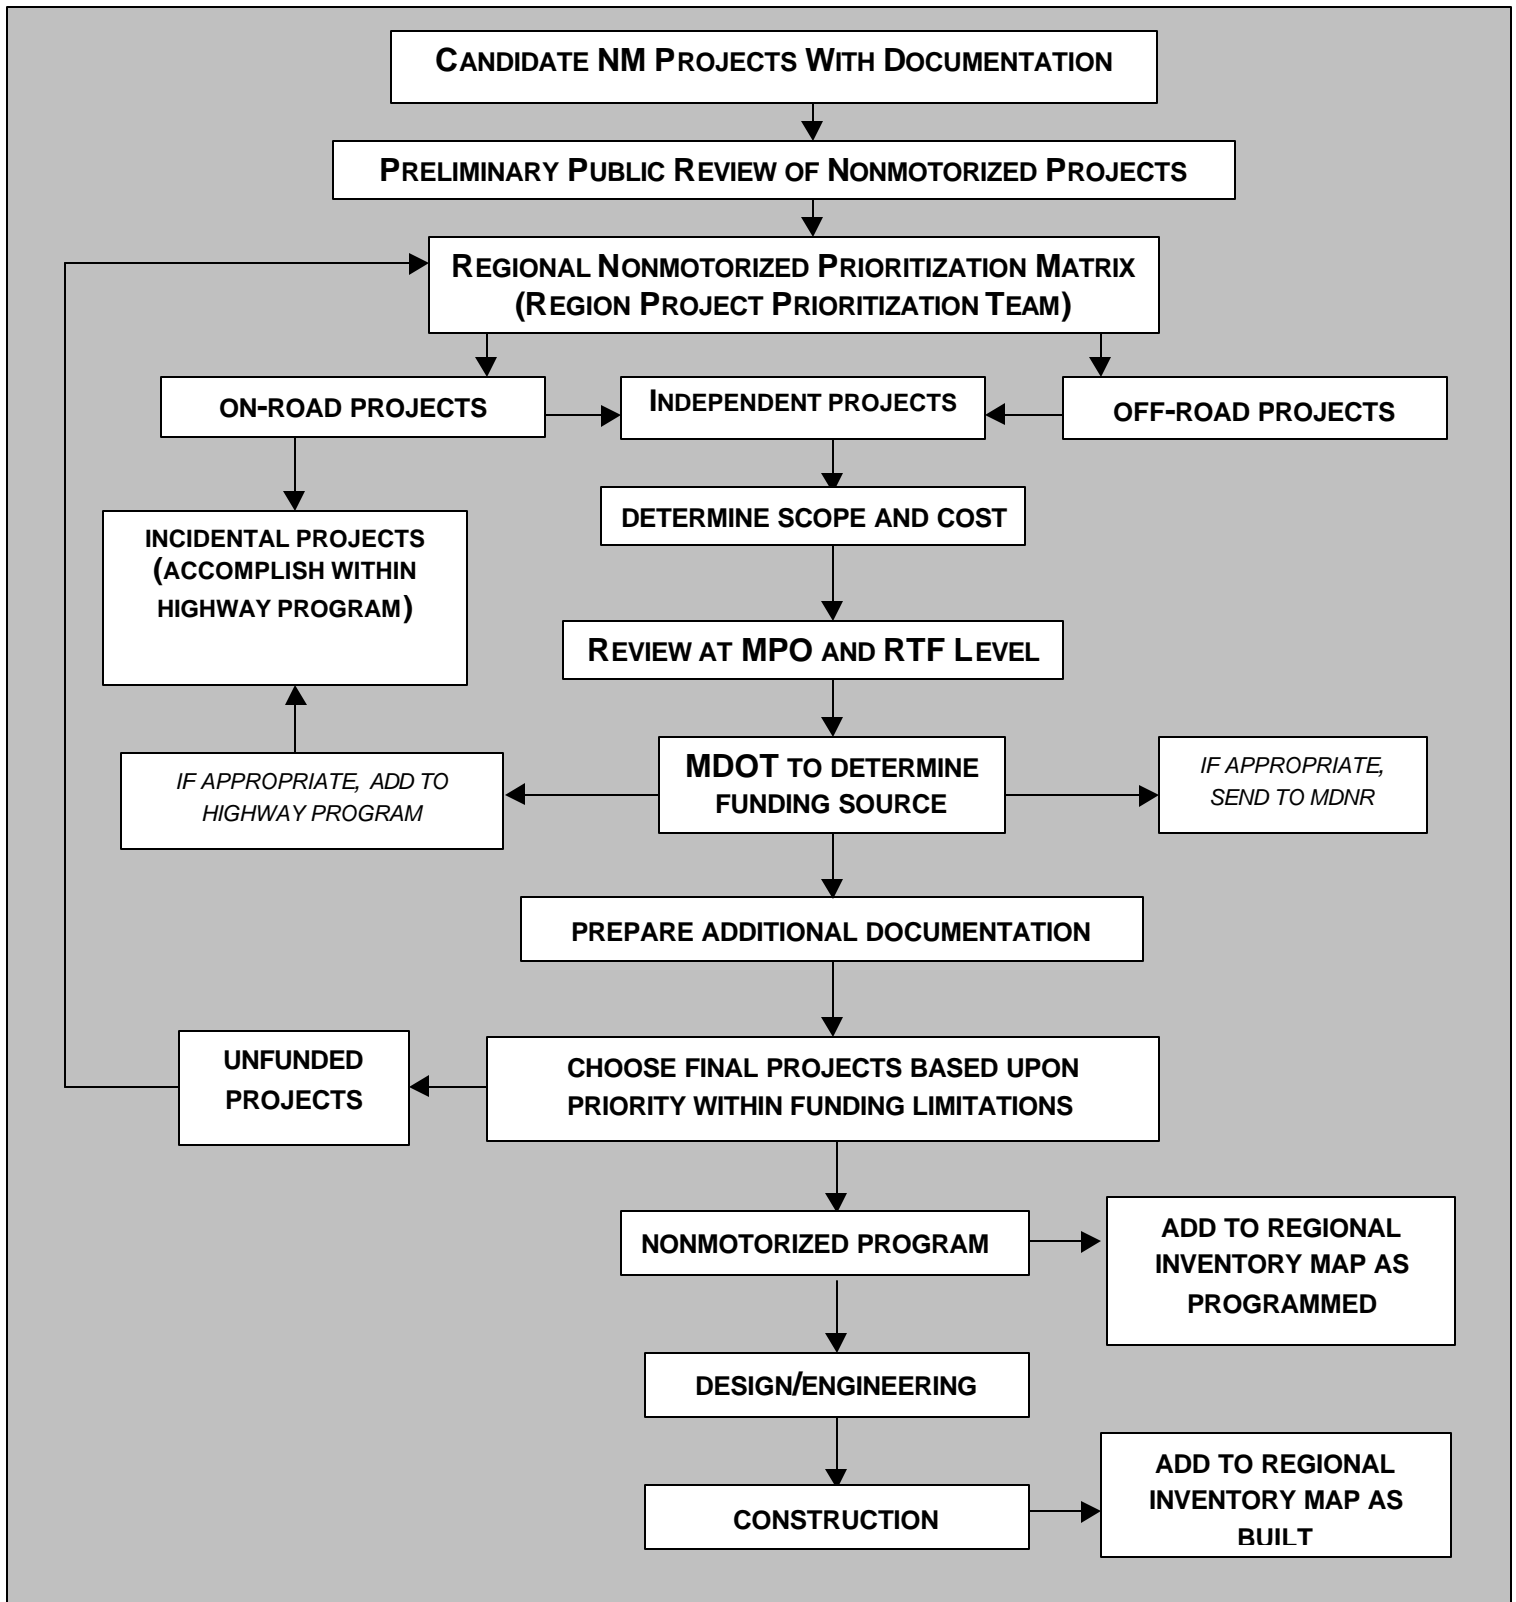 CANDIDATE NM PROJECTS WITH DOCUMENTATION
PRELIMINARY PUBLIC REVIEW OF NONMOTORIZED PROJECTS
REGIONAL NONMOTORIZED PRIORITIZATION MATRIX
(REGION PROJECT PRIORITIZATION TEAM)
ON-ROAD PROJECTS
INDEPENDENT PROJECTS
OFF-ROAD PROJECTS
INCIDENTAL PROJECTS
(ACCOMPLISH WITHIN
HIGHWAY PROGRAM)
DETERMINE SCOPE AND COST
REVIEW AT MPO AND RTF LEVEL
IF APPROPRIATE, ADD TO
HIGHWAY PROGRAM
MDOT TO DETERMINE
FUNDING SOURCE
IF APPROPRIATE,
SEND TO MDNR
PREPARE ADDITIONAL DOCUMENTATION
UNFUNDED
PROJECTS
CHOOSE FINAL PROJECTS BASED UPON
PRIORITY WITHIN FUNDING LIMITATIONS
NONMOTORIZED PROGRAM
ADD TO REGIONAL
INVENTORY MAP AS
PROGRAMMED
DESIGN/ENGINEERING
CONSTRUCTION
ADD TO REGIONAL
INVENTORY MAP AS
BUILT